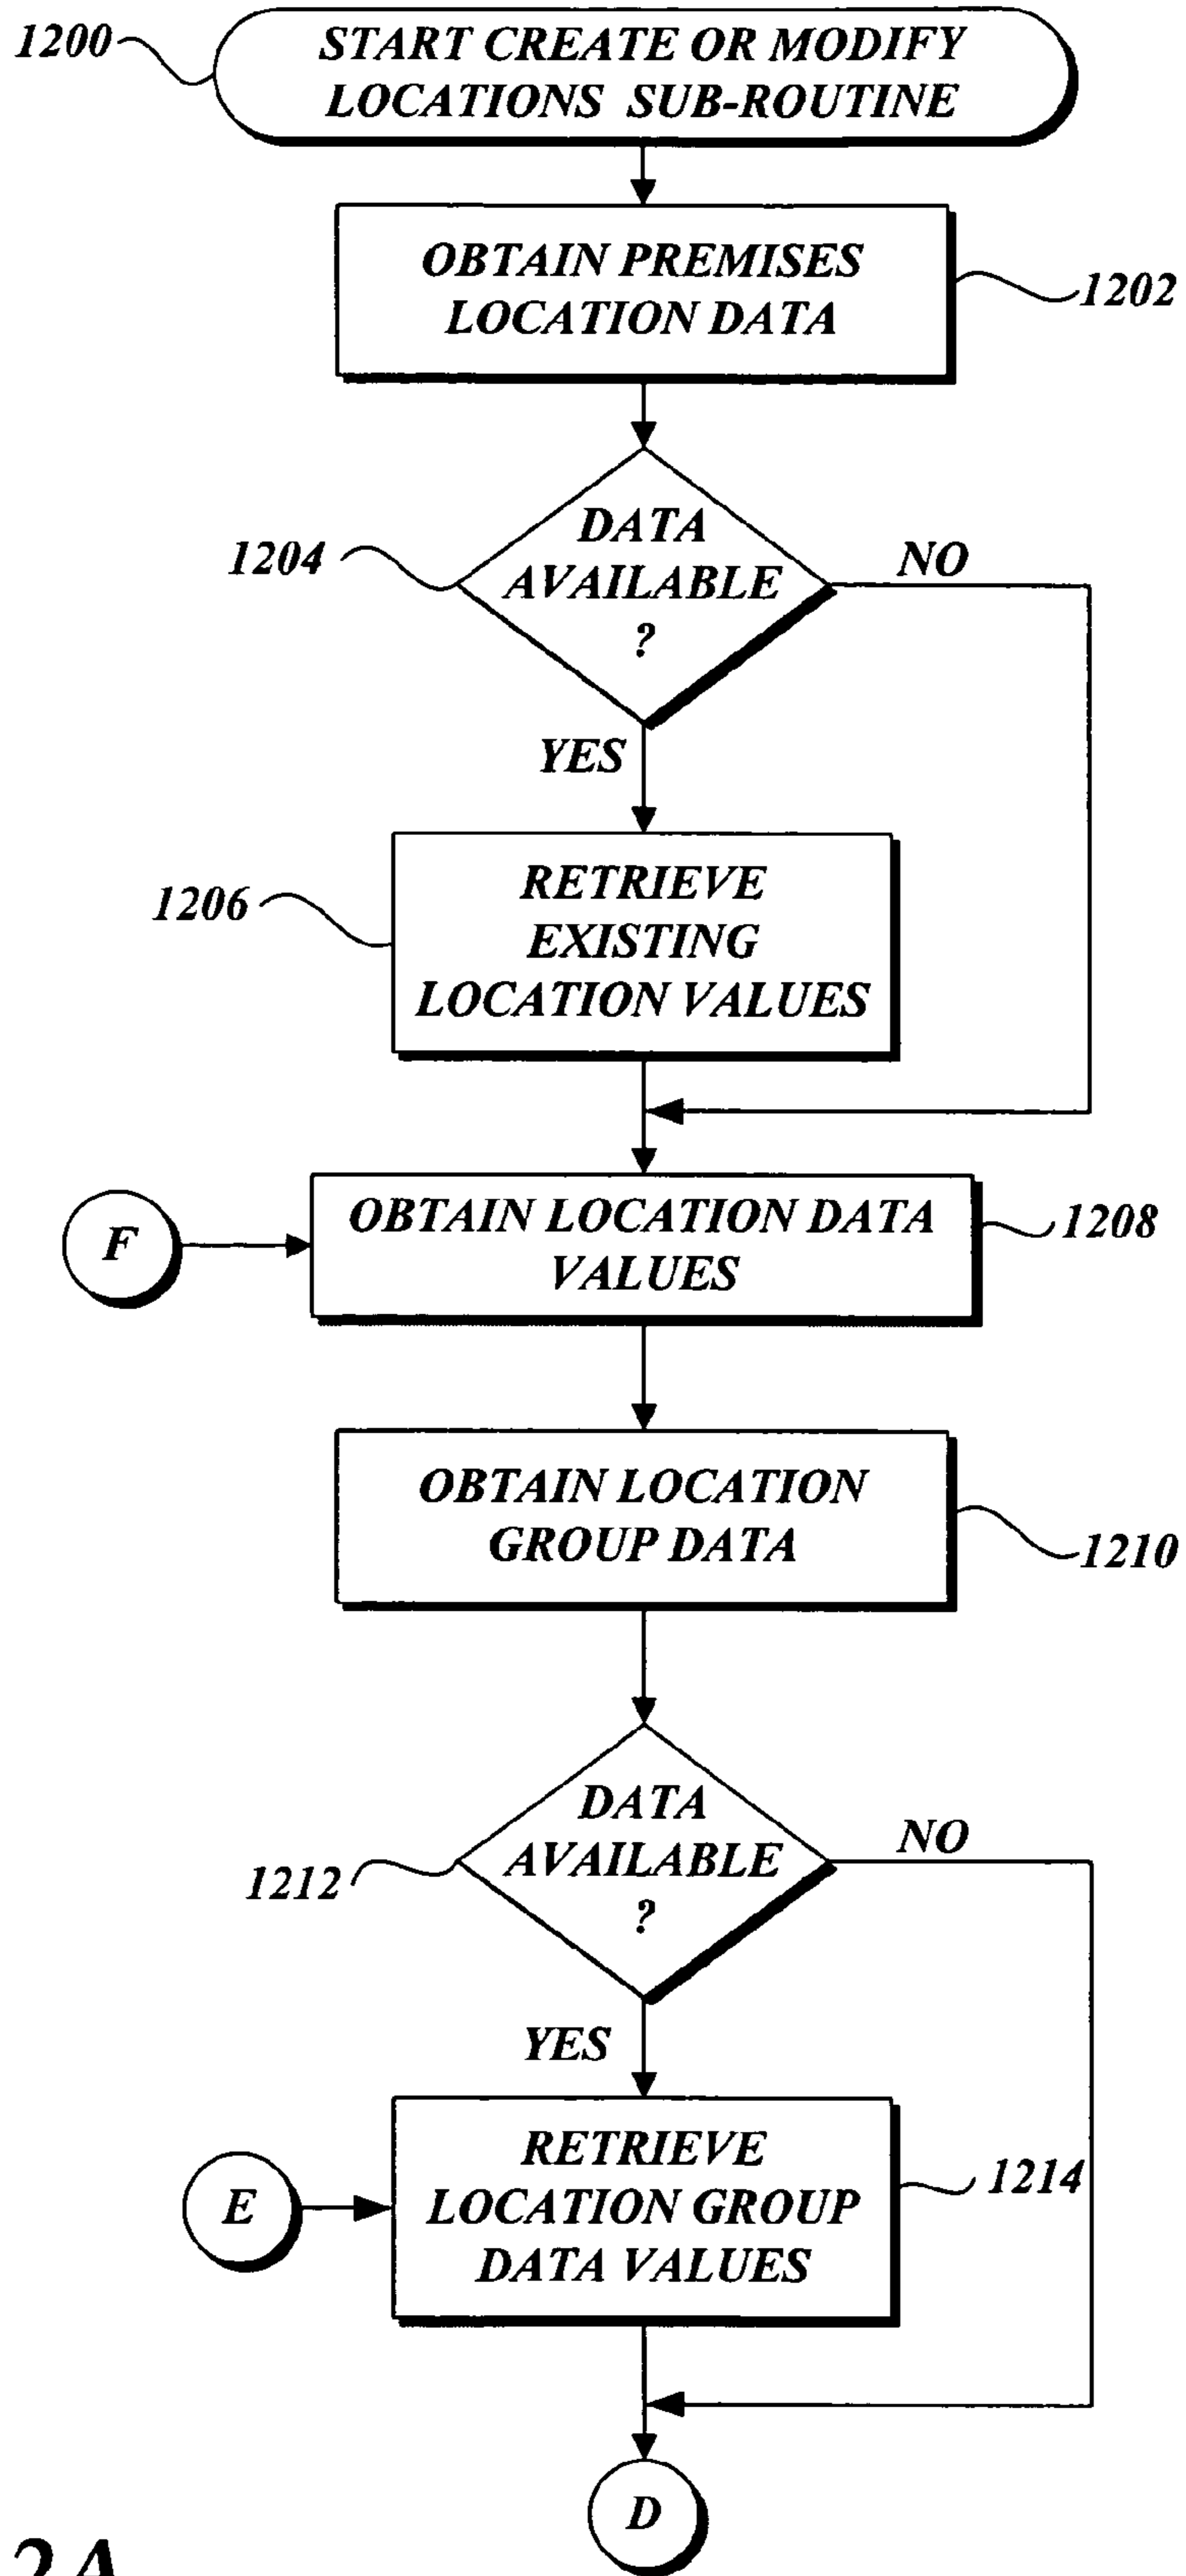 1200
START CREATE OR MODIFY
LOCATIONS SUB-ROUTINE
OBTAIN PREMISES
LOCATION DATA
1202
DATA
AVAILABLE
?
1204
NO
YES
RETRIEVE
EXISTING
LOCATION VALUES
1206
F
OBTAIN LOCATION DATA
VALUES
1208
OBTAIN LOCATION
GROUP DATA
1210
DATA
AVAILABLE
?
1212
NO
YES
E
RETRIEVE
LOCATION GROUP
DATA VALUES
1214
D
2A